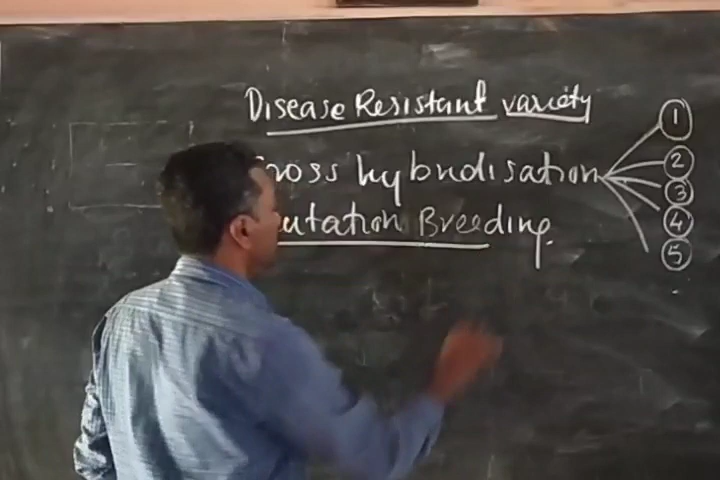 Disease Resistant variety
ross hybridisation
utation Breeding.
1
2
3
4
5